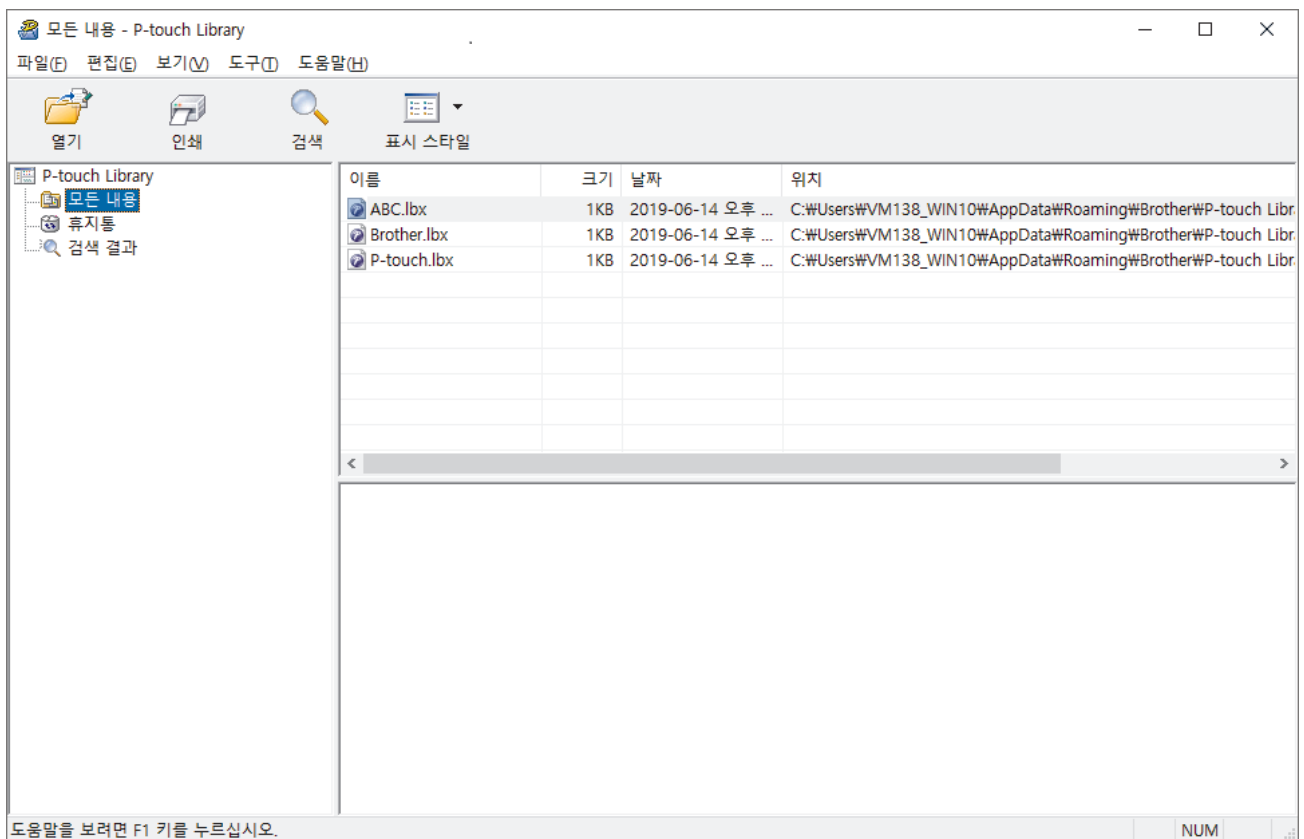 모든 내용 - P-touch Library
파일(F) 편집(E) 보기(V) 도구(T) 도움말(H)
열기 인쇄 검색 표시 스타일
P-touch Library
모든 내용
휴지통
검색 결과
이름 크기 날짜 위치
ABC.lbx 1KB 2019-06-14 오후 ... C:₩Users₩VM138_WIN10₩AppData₩Roaming₩Brother₩P-touch Libr
Brother.lbx 1KB 2019-06-14 오후 ... C:₩Users₩VM138_WIN10₩AppData₩Roaming₩Brother₩P-touch Libr
P-touch.lbx 1KB 2019-06-14 오후 ... C:₩Users₩VM138_WIN10₩AppData₩Roaming₩Brother₩P-touch Libr
도움말을 보려면 F1 키를 누르십시오. NUM